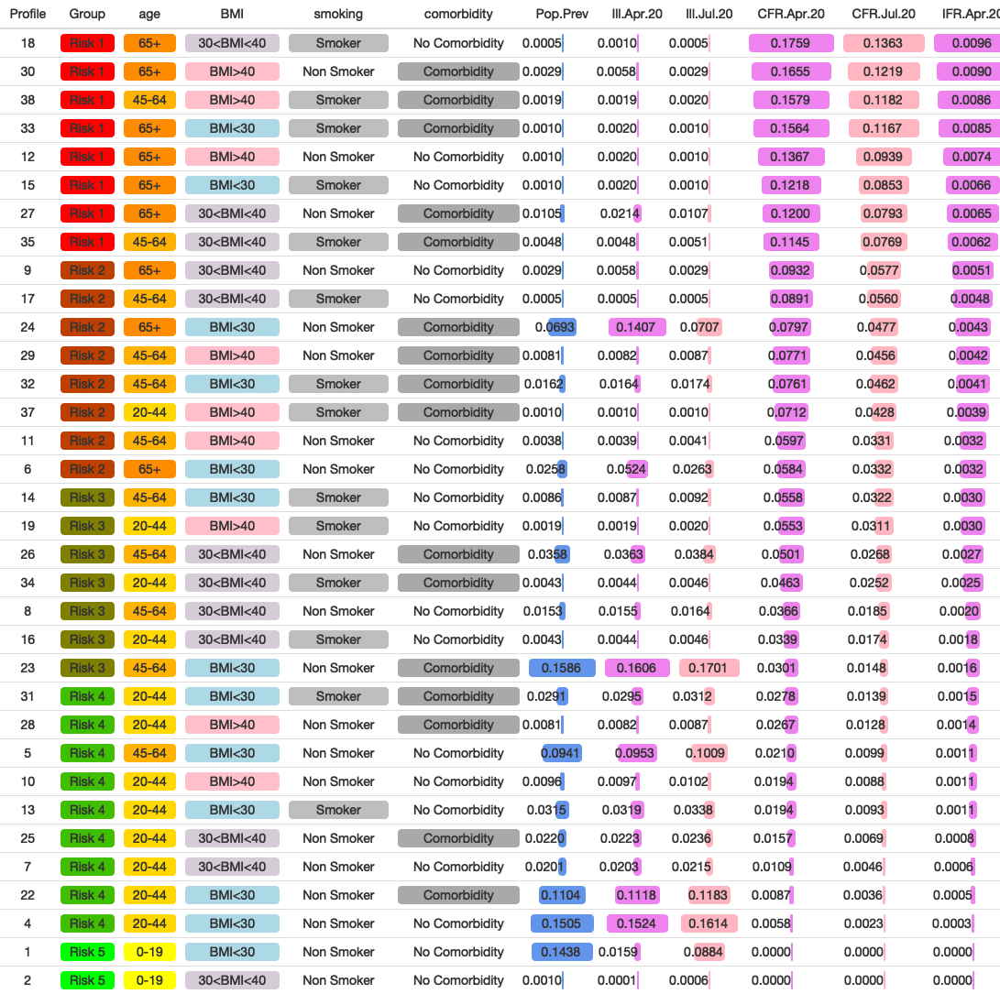 Profile Group age BMI smoking comorbidity Pop.Prev Ill.Apr.20 Ill.Jul.20 CFR.Apr.20 CFR.Jul.20 IFR.Apr.20
18 Risk 1 65+ 30<BMI<40 Smoker No Comorbidity 0.0005 0.0010 0.0005 0.1759 0.1363 0.0096
30 Risk 1 65+ BMI>40 Non Smoker Comorbidity 0.0029 0.0058 0.0029 0.1655 0.1219 0.0090
38 Risk 1 45-64 BMI>40 Smoker Comorbidity 0.0019 0.0019 0.0020 0.1579 0.1182 0.0086
33 Risk 1 65+ BMI<30 Smoker Comorbidity 0.0010 0.0020 0.0010 0.1564 0.1167 0.0085
12 Risk 1 65+ BMI>40 Non Smoker No Comorbidity 0.0010 0.0020 0.0010 0.1367 0.0939 0.0074
15 Risk 1 65+ BMI<30 Smoker No Comorbidity 0.0010 0.0020 0.0010 0.1218 0.0853 0.0066
27 Risk 1 65+ 30<BMI<40 Non Smoker Comorbidity 0.0105 0.0214 0.0107 0.1200 0.0793 0.0065
35 Risk 1 45-64 30<BMI<40 Smoker Comorbidity 0.0048 0.0048 0.0051 0.1145 0.0769 0.0062
9 Risk 2 65+ 30<BMI<40 Non Smoker No Comorbidity 0.0029 0.0058 0.0029 0.0932 0.0577 0.0051
17 Risk 2 45-64 30<BMI<40 Smoker No Comorbidity 0.0005 0.0005 0.0005 0.0891 0.0560 0.0048
24 Risk 2 65+ BMI<30 Non Smoker Comorbidity 0.0693 0.1407 0.0707 0.0797 0.0477 0.0043
29 Risk 2 45-64 BMI>40 Non Smoker Comorbidity 0.0081 0.0082 0.0087 0.0771 0.0456 0.0042
32 Risk 2 45-64 BMI<30 Smoker Comorbidity 0.0162 0.0164 0.0174 0.0761 0.0462 0.0041
37 Risk 2 20-44 BMI>40 Smoker Comorbidity 0.0010 0.0010 0.0010 0.0712 0.0428 0.0039
11 Risk 2 45-64 BMI>40 Non Smoker No Comorbidity 0.0038 0.0039 0.0041 0.0597 0.0331 0.0032
6 Risk 2 65+ BMI<30 Non Smoker No Comorbidity 0.0258 0.0524 0.0263 0.0584 0.0332 0.0032
14 Risk 3 45-64 BMI<30 Smoker No Comorbidity 0.0086 0.0087 0.0092 0.0558 0.0322 0.0030
19 Risk 3 20-44 BMI>40 Smoker No Comorbidity 0.0019 0.0019 0.0020 0.0553 0.0311 0.0030
26 Risk 3 45-64 30<BMI<40 Non Smoker Comorbidity 0.0358 0.0363 0.0384 0.0501 0.0268 0.0027
34 Risk 3 20-44 30<BMI<40 Smoker Comorbidity 0.0043 0.0044 0.0046 0.0463 0.0252 0.0025
8 Risk 3 45-64 30<BMI<40 Non Smoker No Comorbidity 0.0153 0.0155 0.0164 0.0366 0.0185 0.0020
16 Risk 3 20-44 30<BMI<40 Smoker No Comorbidity 0.0043 0.0044 0.0046 0.0339 0.0174 0.0018
23 Risk 3 45-64 BMI<30 Non Smoker Comorbidity 0.1586 0.1606 0.1701 0.0301 0.0148 0.0016
31 Risk 4 20-44 BMI<30 Smoker Comorbidity 0.0291 0.0295 0.0312 0.0278 0.0139 0.0015
28 Risk 4 20-44 BMI>40 Non Smoker Comorbidity 0.0081 0.0082 0.0087 0.0267 0.0128 0.0014
5 Risk 4 45-64 BMI<30 Non Smoker No Comorbidity 0.0941 0.0953 0.1009 0.0210 0.0099 0.0011
10 Risk 4 20-44 BMI>40 Non Smoker No Comorbidity 0.0096 0.0097 0.0102 0.0194 0.0088 0.0011
13 Risk 4 20-44 BMI<30 Smoker No Comorbidity 0.0315 0.0319 0.0338 0.0194 0.0093 0.0011
25 Risk 4 20-44 30<BMI<40 Non Smoker Comorbidity 0.0220 0.0223 0.0236 0.0157 0.0069 0.0008
7 Risk 4 20-44 30<BMI<40 Non Smoker No Comorbidity 0.0201 0.0203 0.0215 0.0109 0.0046 0.0006
22 Risk 4 20-44 BMI<30 Non Smoker Comorbidity 0.1104 0.1118 0.1183 0.0087 0.0036 0.0005
4 Risk 4 20-44 BMI<30 Non Smoker No Comorbidity 0.1505 0.1524 0.1614 0.0058 0.0023 0.0003
1 Risk 5 0-19 BMI<30 Non Smoker No Comorbidity 0.1438 0.0159 0.0884 0.0000 0.0000 0.0000
2 Risk 5 0-19 30<BMI<40 Non Smoker No Comorbidity 0.0010 0.0001 0.0006 0.0000 0.0000 0.0000